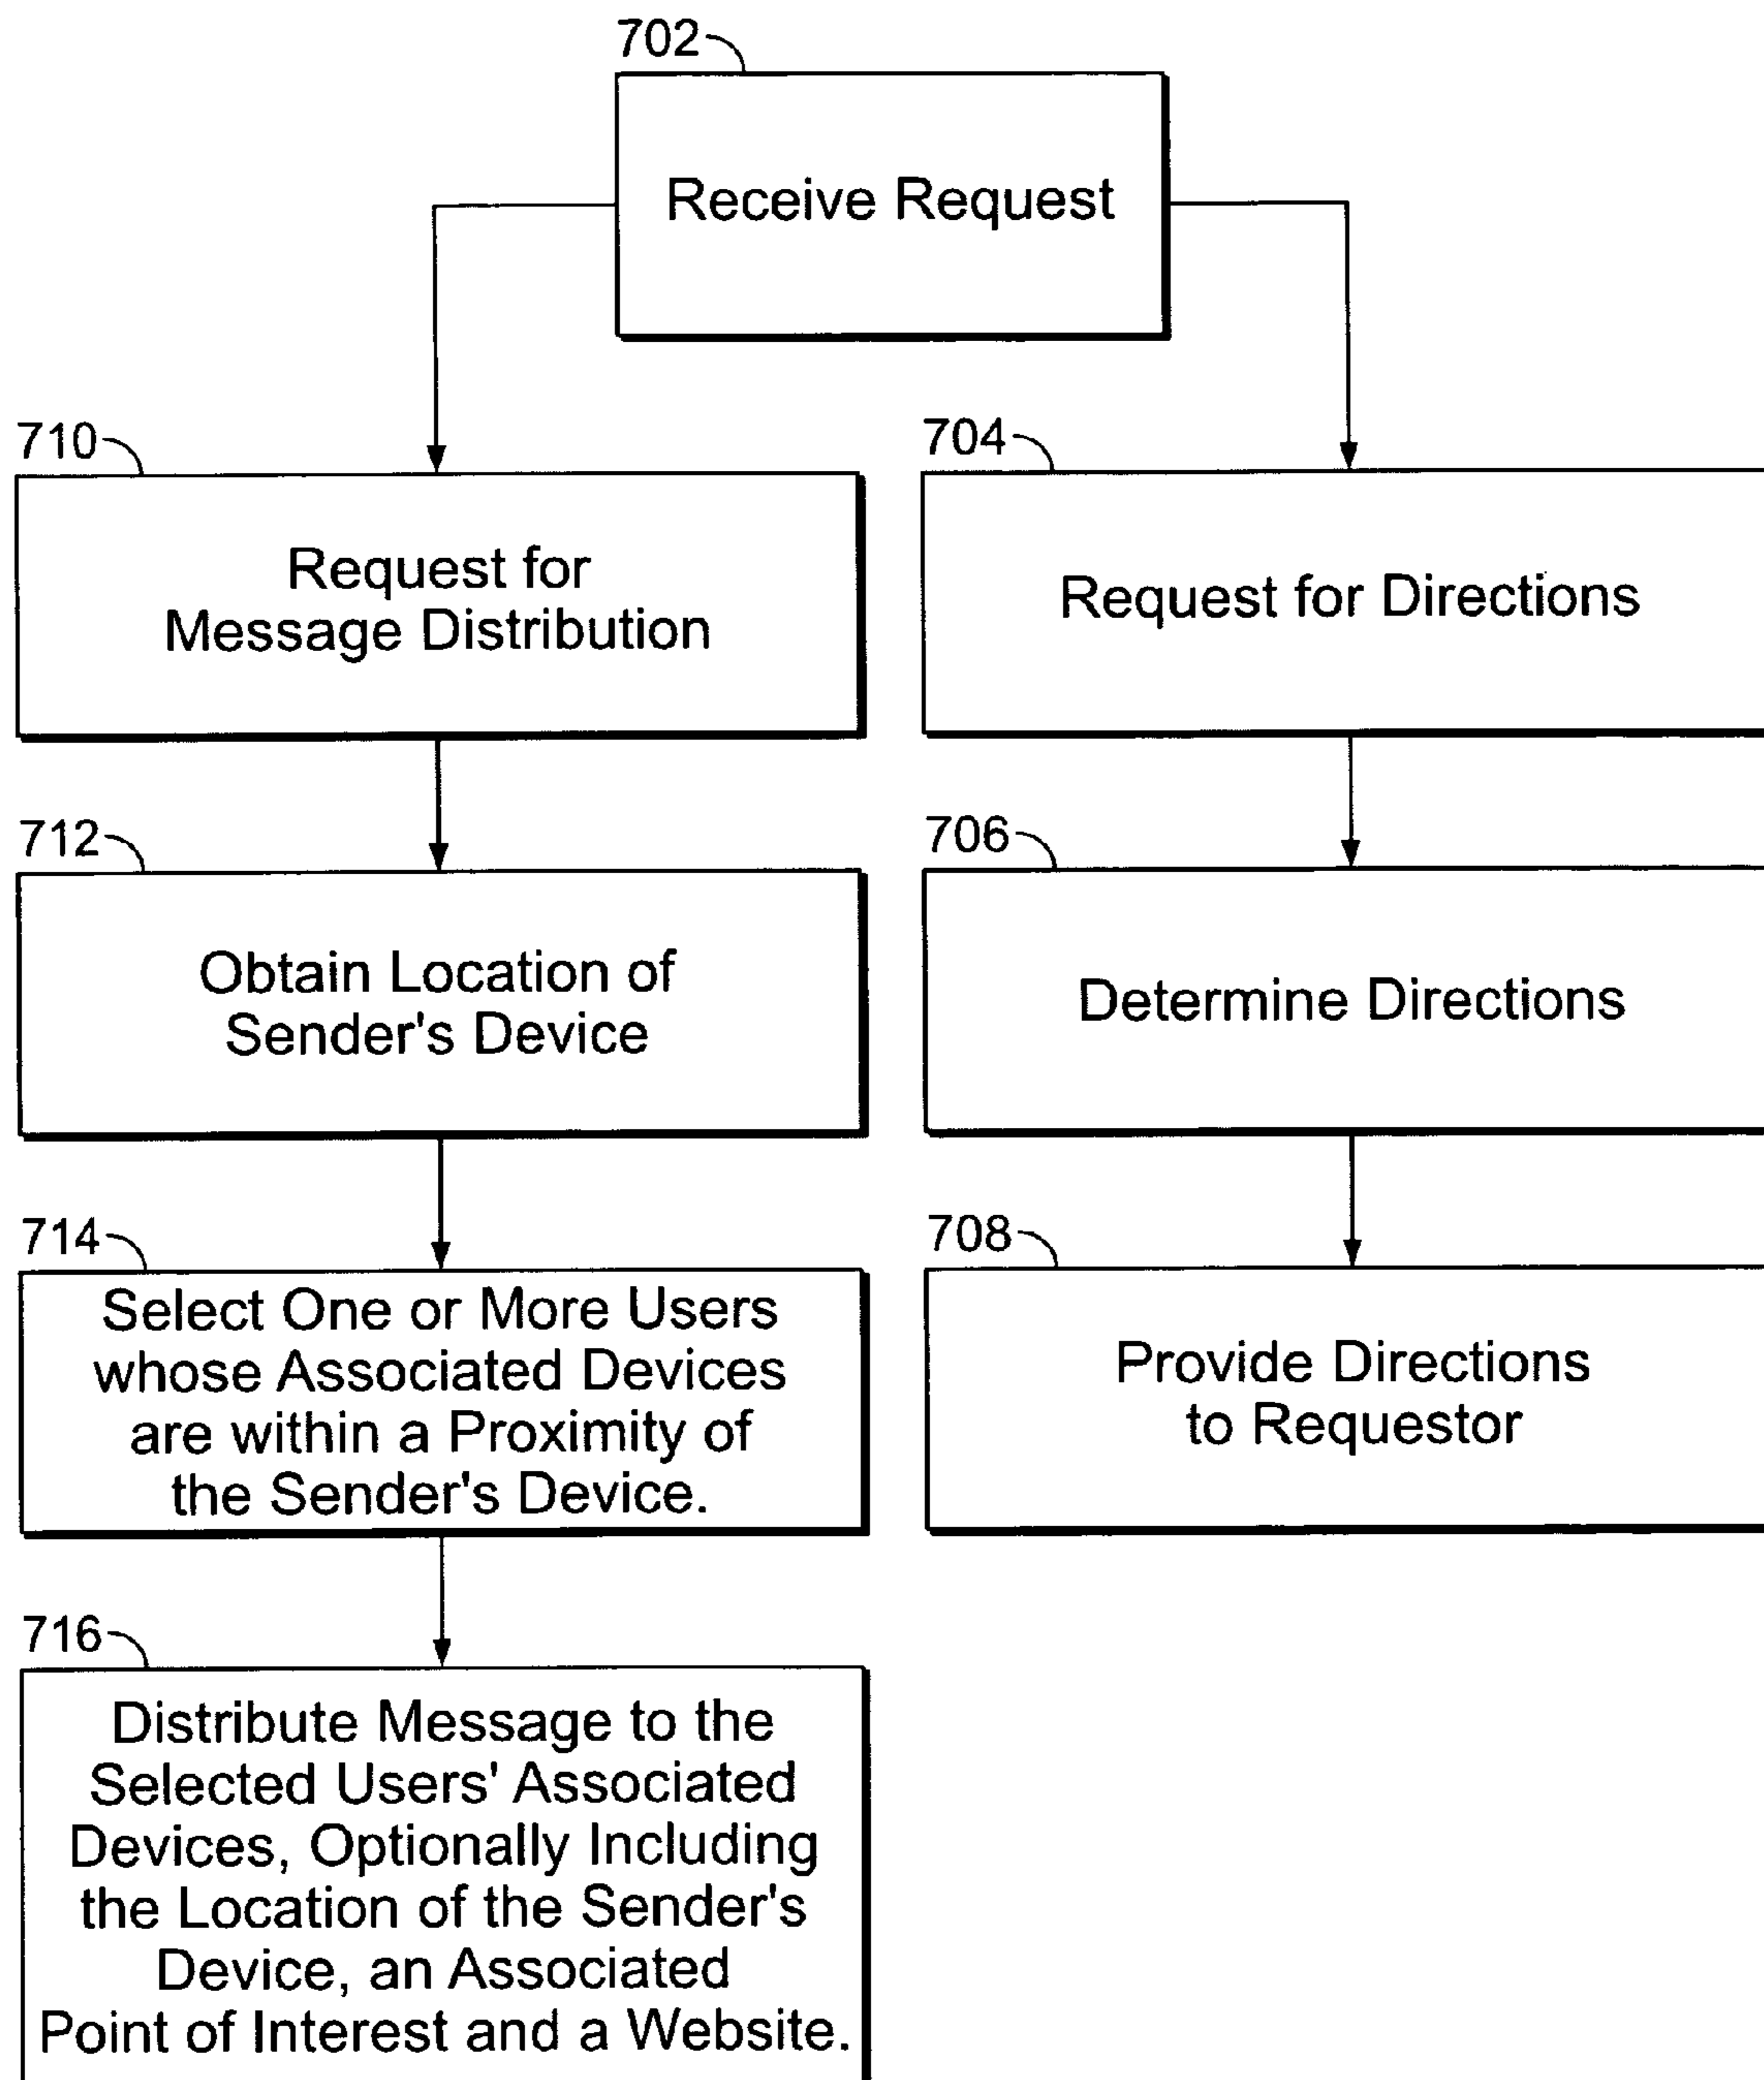 702
Receive Request
710
Request for
Message Distribution
704
Request for Directions
712
Obtain Location of
Sender's Device
706
Determine Directions
714
Select One or More Users
whose Associated Devices
are within a Proximity of
the Sender's Device.
708
Provide Directions
to Requestor
716
Distribute Message to the
Selected Users' Associated
Devices, Optionally Including
the Location of the Sender's
Device, an Associated
Point of Interest and a Website.